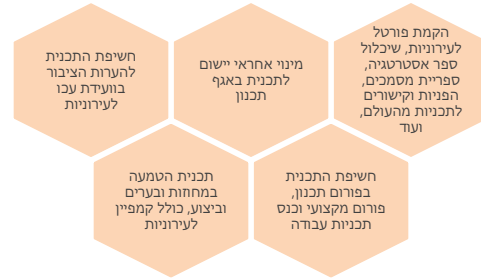 הקמת פורטל
לעירוניות, שיכלול
ספר אסטרטגיה,
ספריית מסמכים,
הפניות וקישורים
לתכניות מהעולם,
ועוד
מינוי אחראי יישום
לתכנית באגף
תכנון
חשיפת התכנית
להערות הציבור
בוועידת עכו
לעירוניות
חשיפת התכנית
בפורום תכנון,
פורום מקצועי וכנס
תכניות עבודה
תכנית הטמעה
במחוזות ובערים
וביצוע, כולל קמפיין
לעירוניות